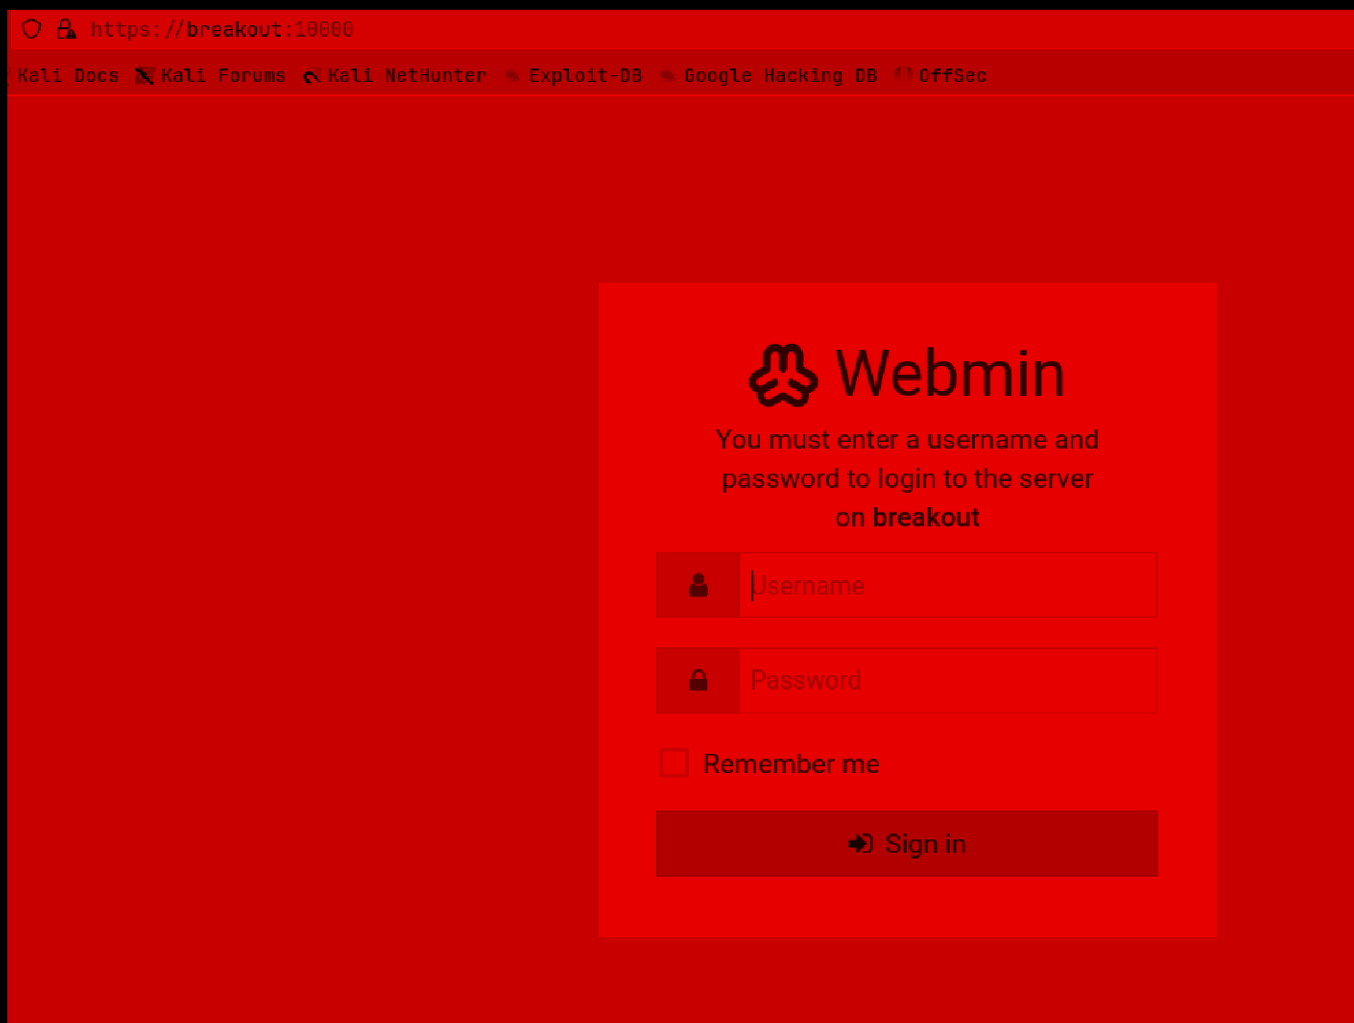 https://breakout:10000
Kali Docs Kali Forums Kali NetHunter Exploit-DB Google Hacking DB OffSec
Webmin
You must enter a username and
password to login to the server
on breakout
Username
Password
Remember me
Sign in